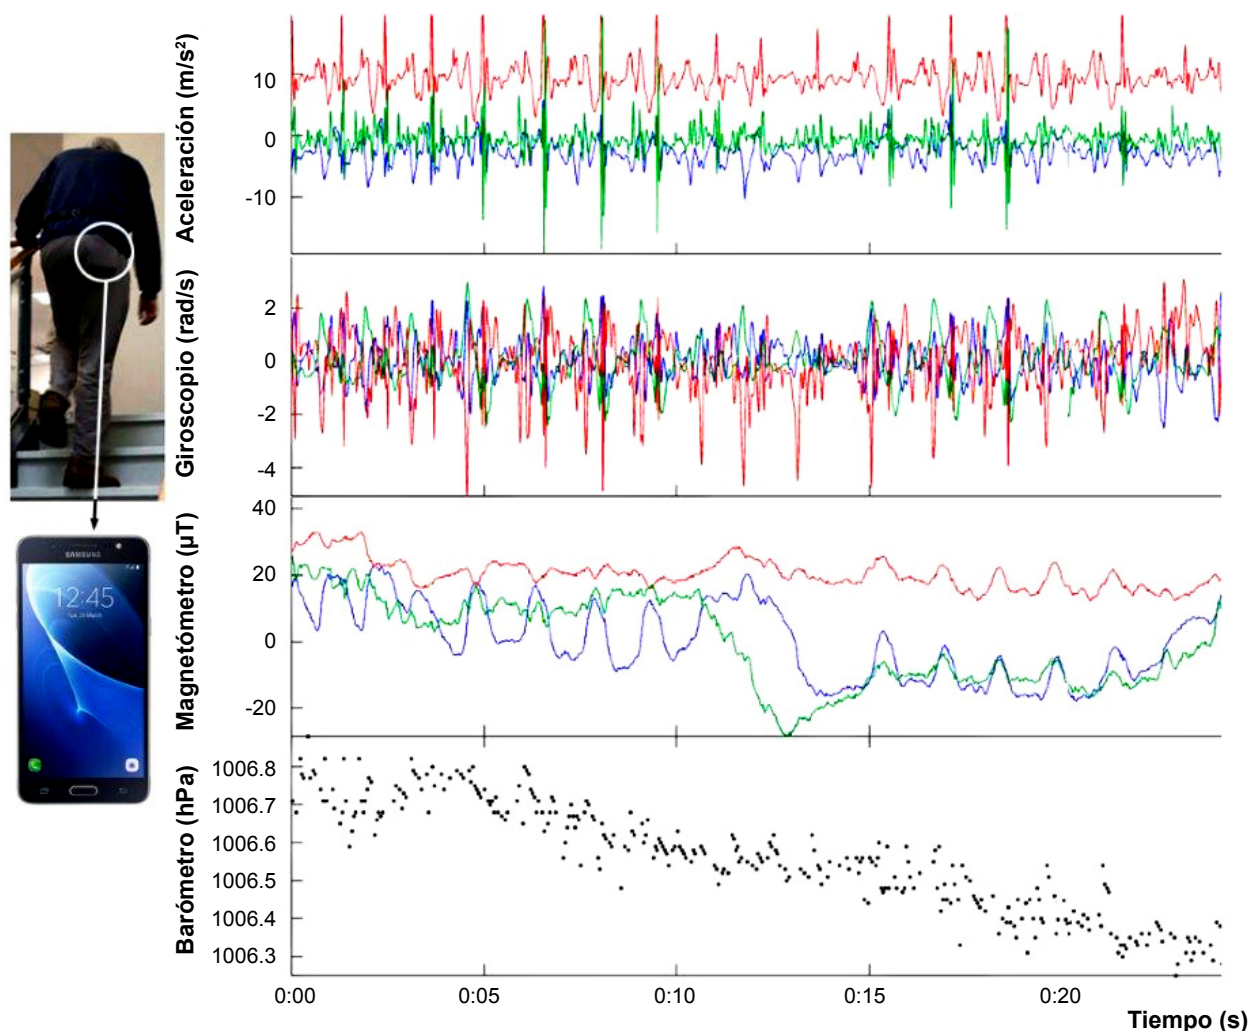 Aceleración (m/s²)
10
0
-10
Giroscopio (rad/s)
2
0
-2
-4
Magnetómetro (μT)
40
20
0
-20
SAMSUNG
12:45
Barómetro (hPa)
1006.8
1006.7
1006.6
1006.5
1006.4
1006.3
0:00 0:05 0:10 0:15 0:20
Tiempo (s)